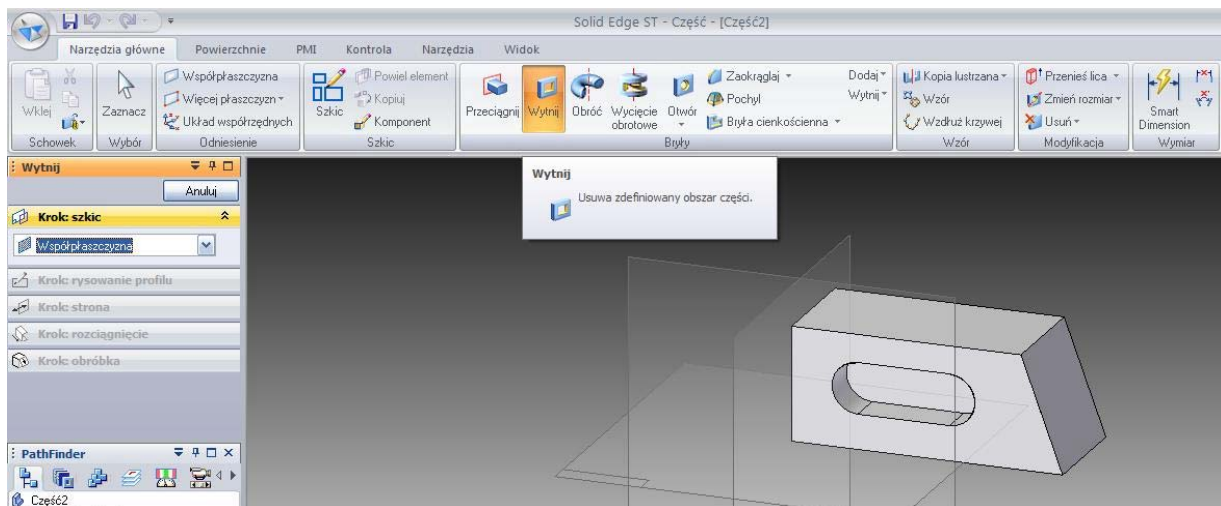 Solid Edge ST - Część - [Część2]
Narzędzia główne Powierzchnie PMI Kontrola Narzędzia Widok
Wklej
Schowek
Zaznacz
Wybór
Współpłaszczyzna
Więcej płaszczyzn
Układ współrzędnych
Odniesienie
Szkic
Powiel element
Kopiuj
Komponent
Szkic
Przeciągnij
Wytnij
Obróć
Wycięcie
obrotowe
Otwór
Zaokrąglaj
Pochyl
Bryła cienkościenna
Dodaj
Wytnij
Bryły
Kopia lustrzana
Wzór
Wzdłuż krzywej
Wzór
Przenieś lica
Zmień rozmiar
Usuń
Modyfikacja
Smart
Dimension
Wymiar
Wytnij
Anuluj
Krok: szkic
Współpłaszczyzna
Krok: rysowanie profilu
Krok: strona
Krok: rozciągnięcie
Krok: obróbka
PathFinder
Część2
Wytnij
Usuwa zdefiniowany obszar części.